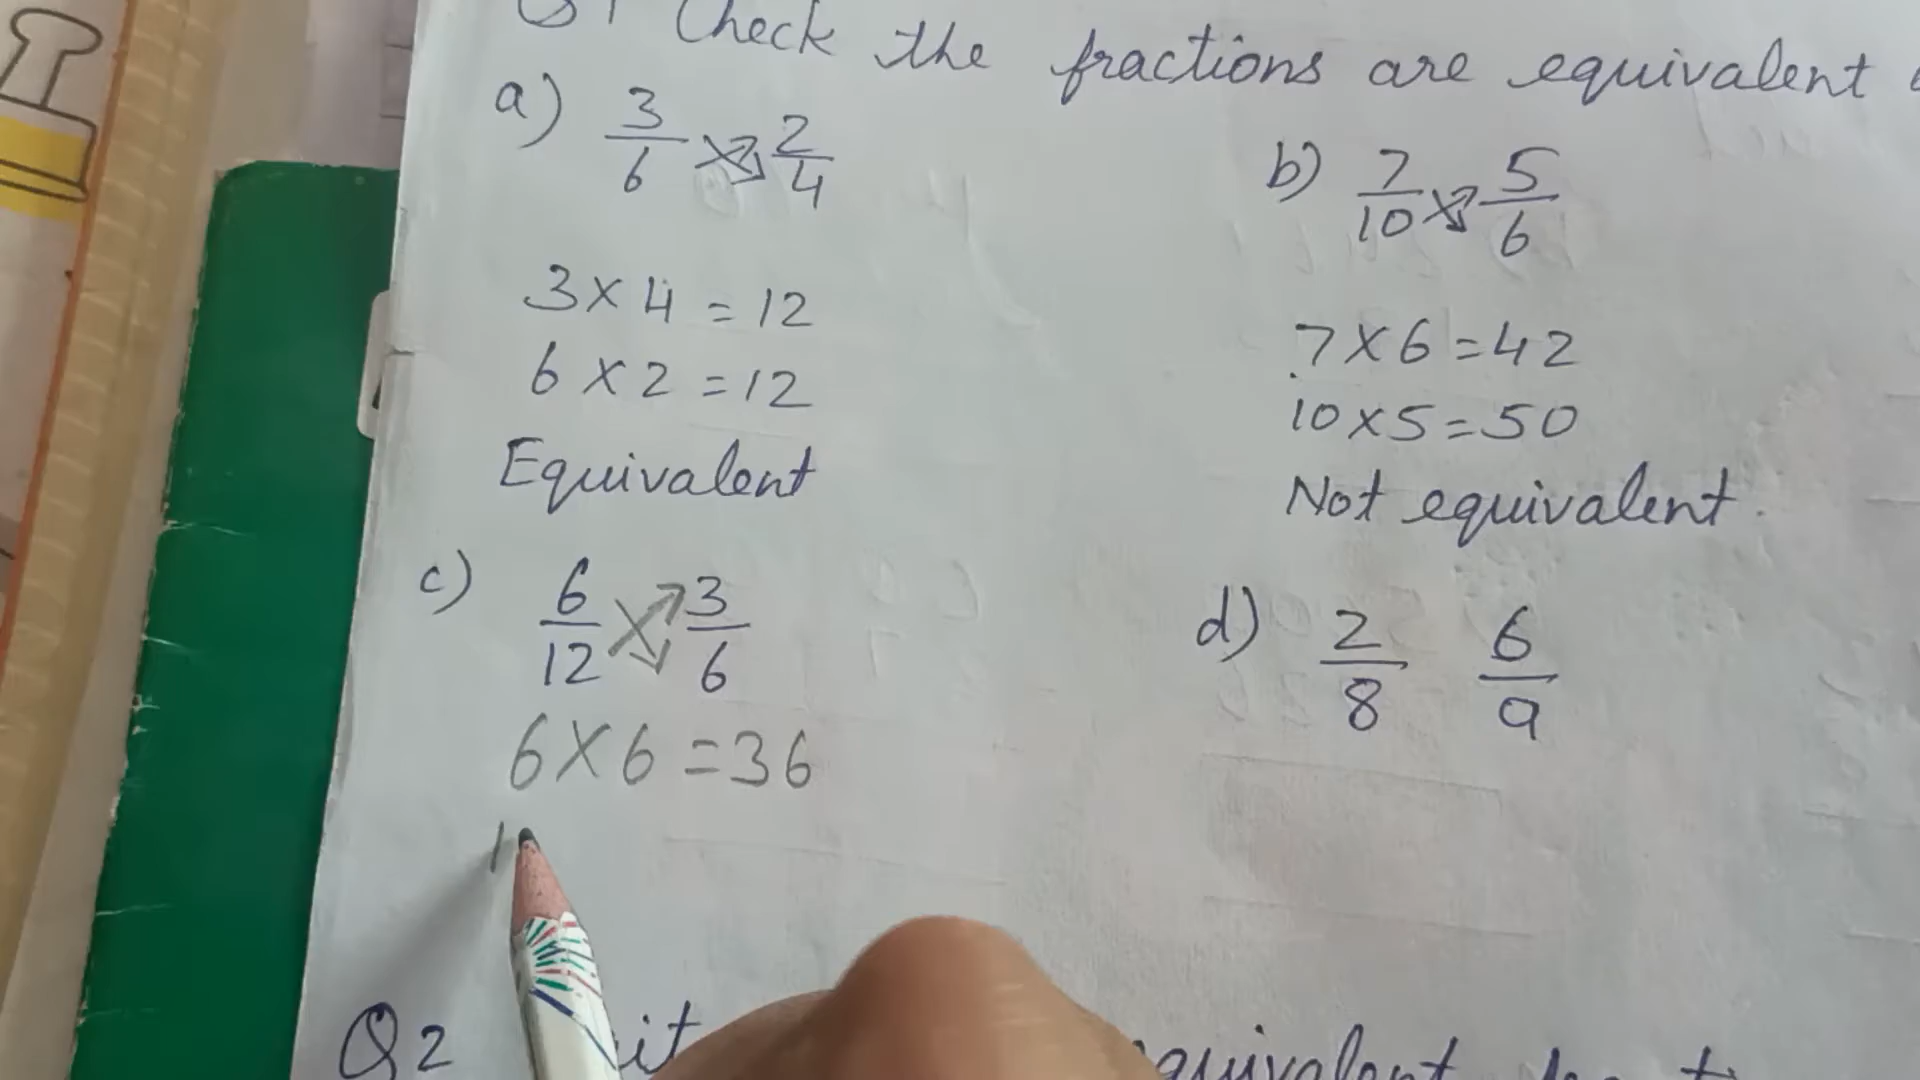 Q1 Check the fractions are equivalent
a) 3/6 2/4
3 × 4 = 12
6 × 2 = 12
Equivalent
b) 7/10 5/6
7 × 6 = 42
10 × 5 = 50
Not equivalent.
c) 6/12 3/6
6 × 6 = 36
1
d) 2/8 6/9
Q2